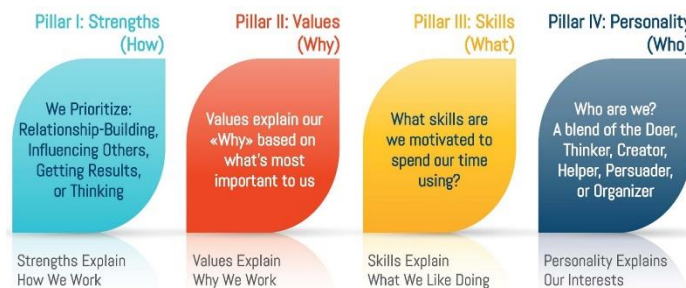 Pillar I: Strengths
(How)
We Prioritize:
Relationship-Building,
Influencing Others,
Getting Results,
or Thinking
Strengths Explain
How We Work
Pillar II: Values
(Why)
Values explain our
«Why» based on
what's most
important to us
Values Explain
Why We Work
Pillar III: Skills
(What)
What skills are
we motivated to
spend our time
using?
Skills Explain
What We Like Doing
Pillar IV: Personality
(Who)
Who are we?
A blend of the Doer,
Thinker, Creator,
Helper, Persuader,
or Organizer
Personality Explains
Our Interests